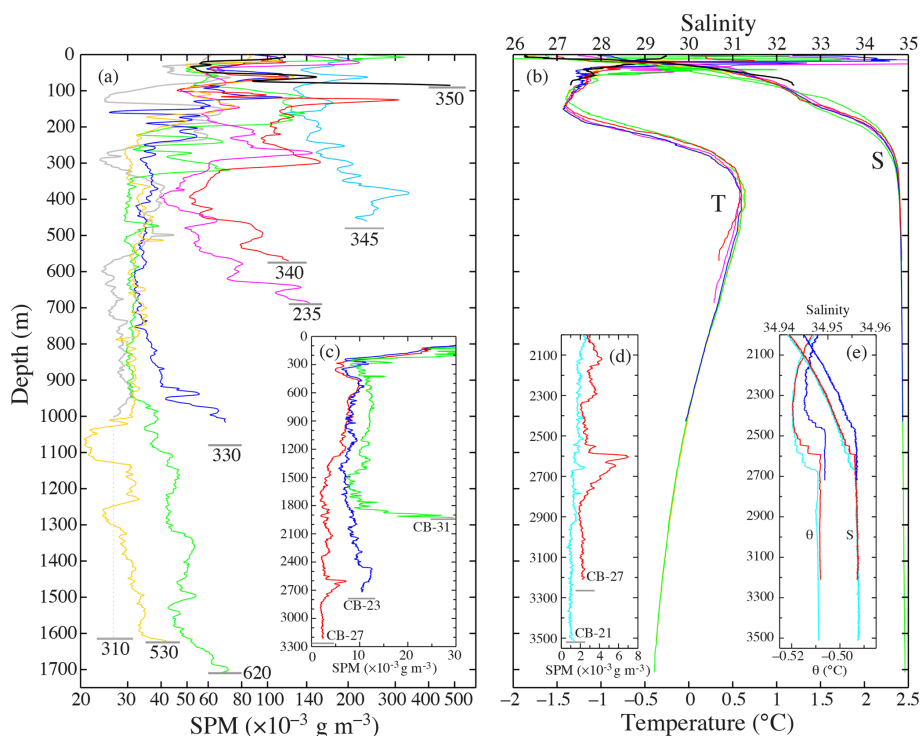 Salinity
26 27 28 29 30 31 32 33 34 35
(a)
0
100
200
300
400
500
600
700
800
900
1000
1100
1200
1300
1400
1500
1600
1700
Depth (m)
350
345
340
235
330
310
530
620
20 30 40 50 60 100 200 300 400 500
SPM (×10⁻³ g m⁻³)
(c)
0
300
600
900
1200
1500
1800
2100
2400
2700
3000
3300
CB-31
CB-23
CB-27
0 10 20 30
SPM (×10⁻³ g m⁻³)
(b)
S
T
−2 −1.5 −1 −0.5 0 0.5 1 1.5 2 2.5
Temperature (°C)
(d)
2100
2300
2500
2700
2900
3100
3300
3500
CB-27
CB-21
0 2 4 6 8
SPM (×10⁻³ g m⁻³)
Salinity
34.94 34.95 34.96
(e)
2100
2300
2500
2700
2900
3100
3300
3500
θ S
−0.52 −0.50
θ (°C)